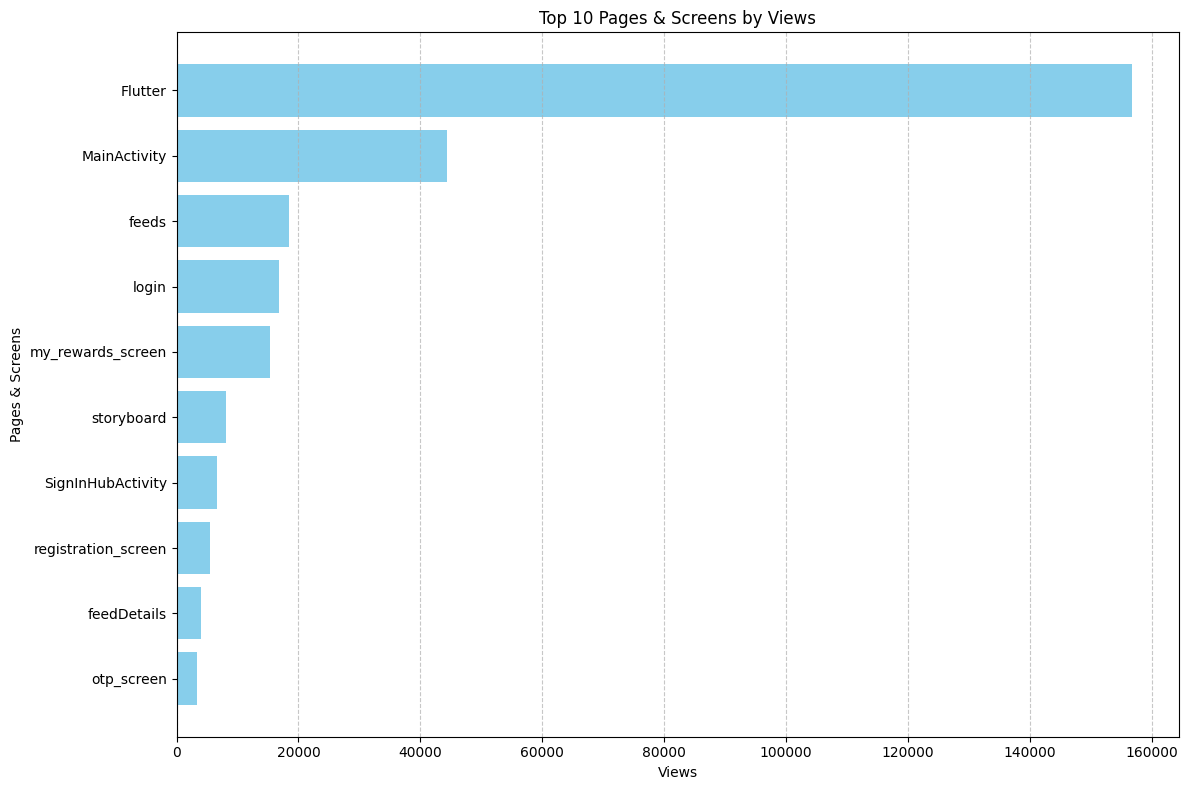 Top 10 Pages & Screens by Views
Pages & Screens
Flutter
MainActivity
feeds
login
my_rewards_screen
storyboard
SignInHubActivity
registration_screen
feedDetails
otp_screen
0 20000 40000 60000 80000 100000 120000 140000 160000
Views